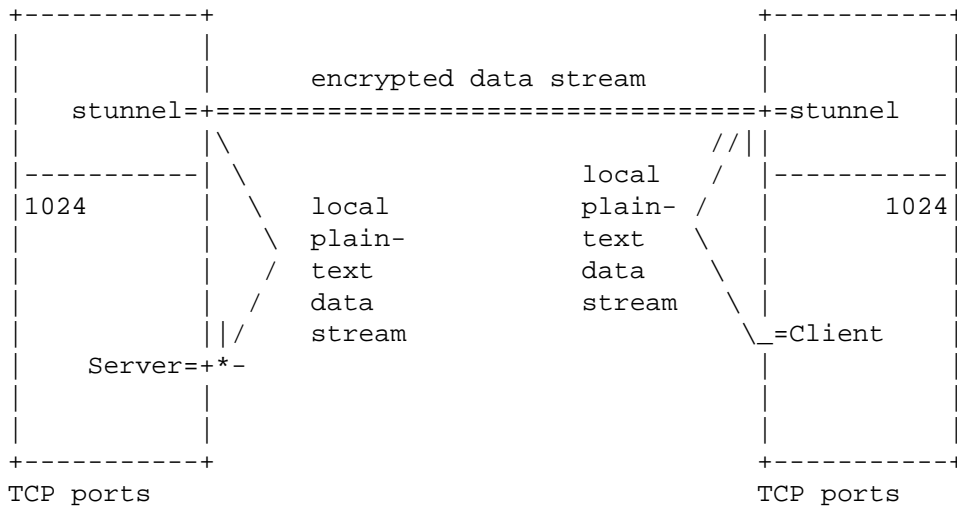 encrypted data stream
stunnel= =stunnel
local
1024 local plain- 1024
plain- text
text data
data stream
stream =Client
Server=
TCP ports TCP ports